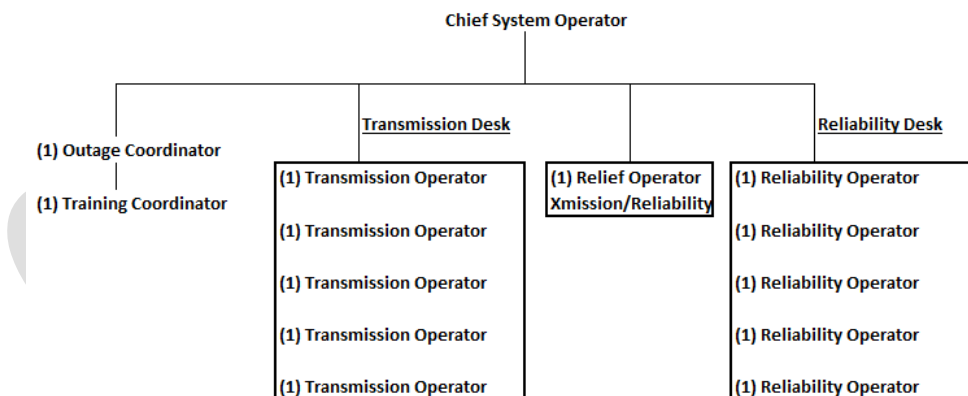 Chief System Operator
Transmission Desk
Reliability Desk
(1) Outage Coordinator
(1) Training Coordinator
(1) Transmission Operator
(1) Transmission Operator
(1) Transmission Operator
(1) Transmission Operator
(1) Transmission Operator
(1) Relief Operator
Xmission/Reliability
(1) Reliability Operator
(1) Reliability Operator
(1) Reliability Operator
(1) Reliability Operator
(1) Reliability Operator